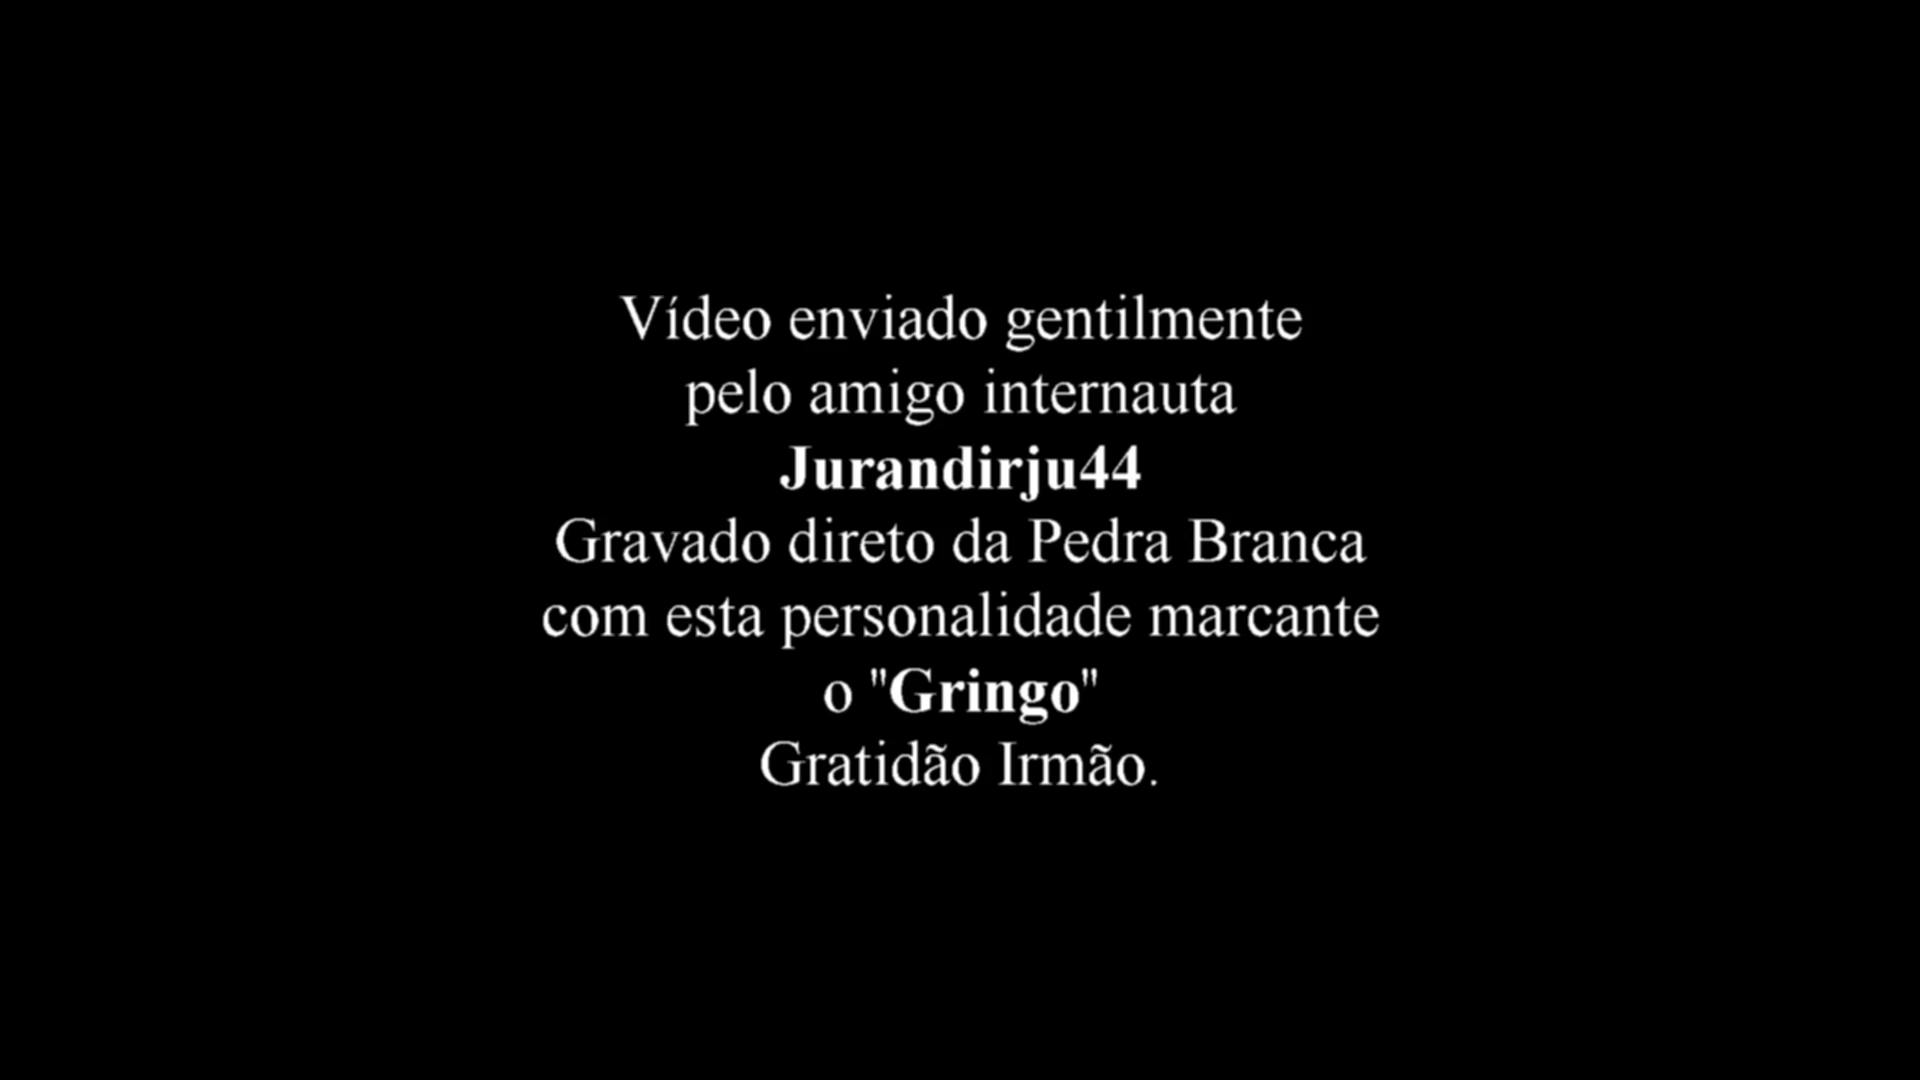 Vídeo enviado gentilmente
pelo amigo internauta
Jurandirju44
Gravado direto da Pedra Branca
com esta personalidade marcante
o "Gringo"
Gratidão Irmão.